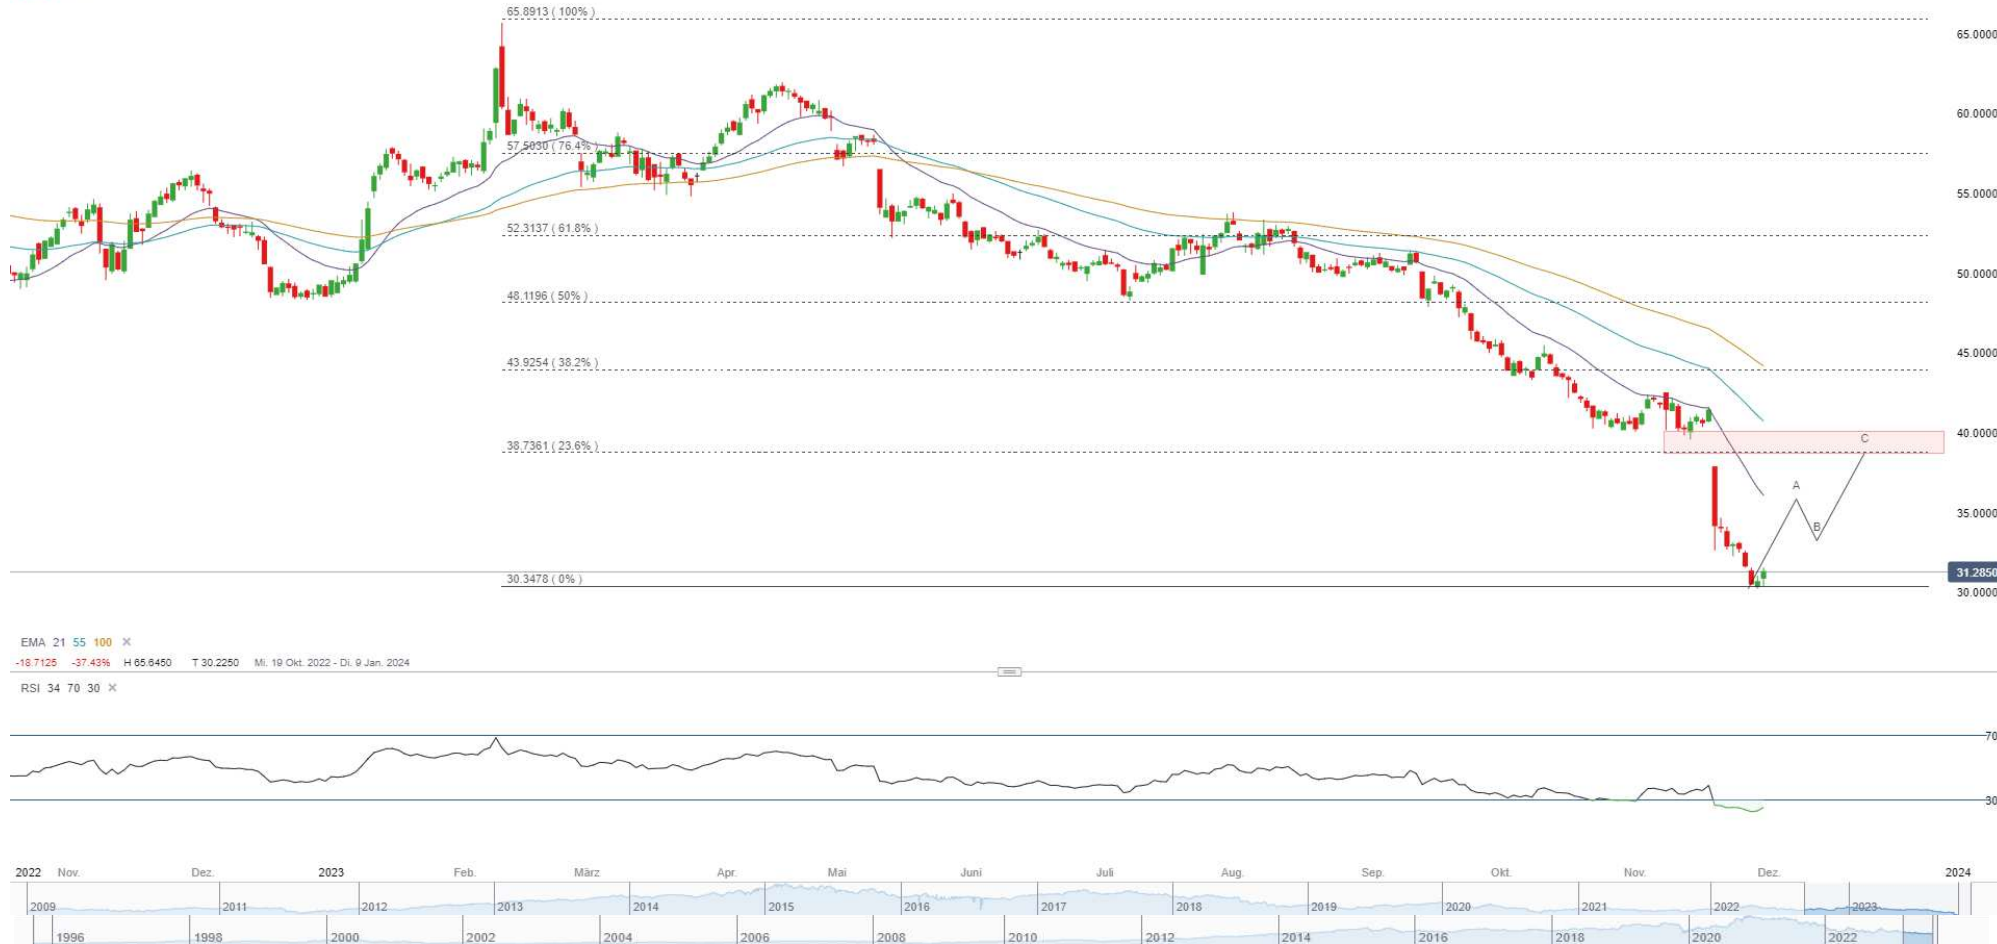 65.8913 ( 100% )
65.0000
60.0000
57.5030 ( 76.4% )
55.0000
52.3137 ( 61.8% )
50.0000
48.1196 ( 50% )
45.0000
43.9254 ( 38.2% )
40.0000
C
38.7361 ( 23.6% )
A
35.0000
B
30.3478 ( 0% )
31.2850
30.0000
EMA 21 55 100 ×
-18.7125 -37.43% H 65.6450 T 30.2250 Mi. 19 Okt. 2022 - Di. 9 Jan. 2024
RSI 34 70 30 ×
70
30
2022 Nov. Dez. 2023 Feb. März Apr. Mai Juni Juli Aug. Sep. Okt. Nov. Dez. 2024
2009 2011 2012 2013 2014 2015 2016 2017 2018 2019 2020 2021 2022 2023
1996 1998 2000 2002 2004 2006 2008 2010 2012 2014 2016 2018 2020 2022